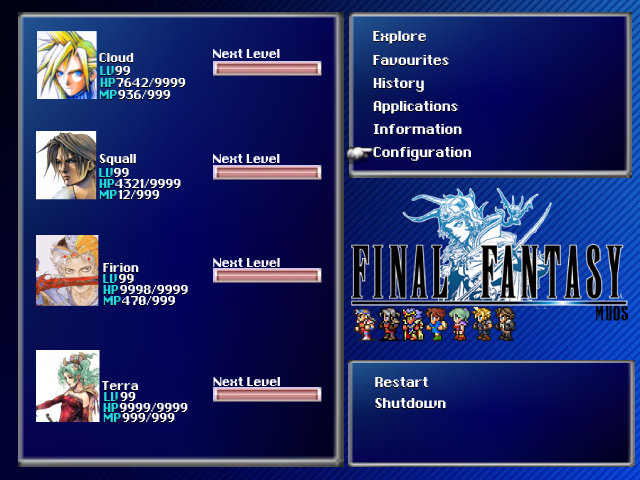 Cloud
LV99
HP7642/9999
MP936/999
Next Level
Squall
LV99
HP4321/9999
MP12/999
Next Level
Firion
LV99
HP9998/9999
MP470/999
Next Level
Terra
LV99
HP9999/9999
MP999/999
Next Level
Explore
Favourites
History
Applications
Information
Configuration
FINAL FANTASY
MUOS
Restart
Shutdown